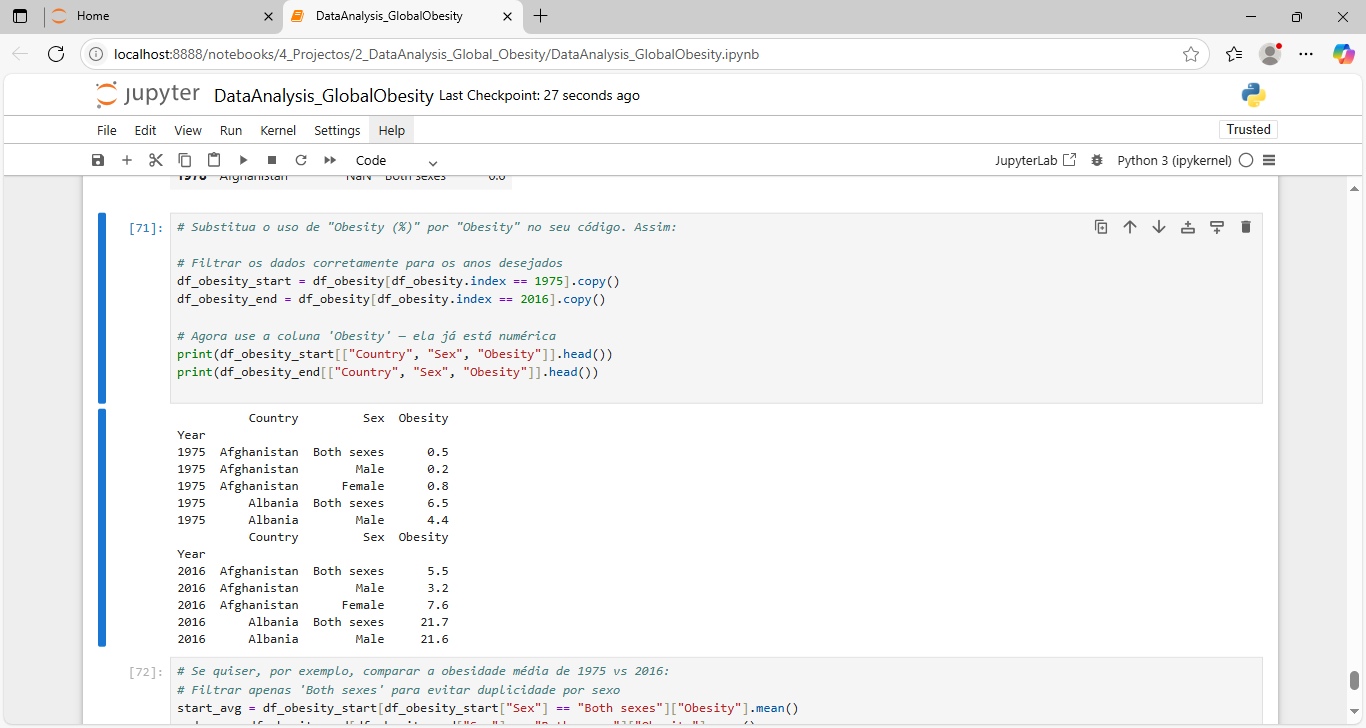 Home
DataAnalysis_GlobalObesity
localhost:8888/notebooks/4_Projectos/2_DataAnalysis_Global_Obesity/DataAnalysis_GlobalObesity.ipynb
jupyter DataAnalysis_GlobalObesity Last Checkpoint: 27 seconds ago
File Edit View Run Kernel Settings Help
Trusted
Code
JupyterLab
Python 3 (ipykernel)
Afghanistan NaN Both sexes
[71]:
# Substitua o uso de "Obesity (%)" por "Obesity" no seu código. Assim:
# Filtrar os dados corretamente para os anos desejados
df_obesity_start = df_obesity[df_obesity.index == 1975].copy()
df_obesity_end = df_obesity[df_obesity.index == 2016].copy()
# Agora use a coluna 'Obesity' — ela já está numérica
print(df_obesity_start[["Country", "Sex", "Obesity"]].head())
print(df_obesity_end[["Country", "Sex", "Obesity"]].head())
Country Sex Obesity
Year
1975 Afghanistan Both sexes 0.5
1975 Afghanistan Male 0.2
1975 Afghanistan Female 0.8
1975 Albania Both sexes 6.5
1975 Albania Male 4.4
Country Sex Obesity
Year
2016 Afghanistan Both sexes 5.5
2016 Afghanistan Male 3.2
2016 Afghanistan Female 7.6
2016 Albania Both sexes 21.7
2016 Albania Male 21.6
[72]:
# Se quiser, por exemplo, comparar a obesidade média de 1975 vs 2016:
# Filtrar apenas 'Both sexes' para evitar duplicidade por sexo
start_avg = df_obesity_start[df_obesity_start["Sex"] == "Both sexes"]["Obesity"].mean()